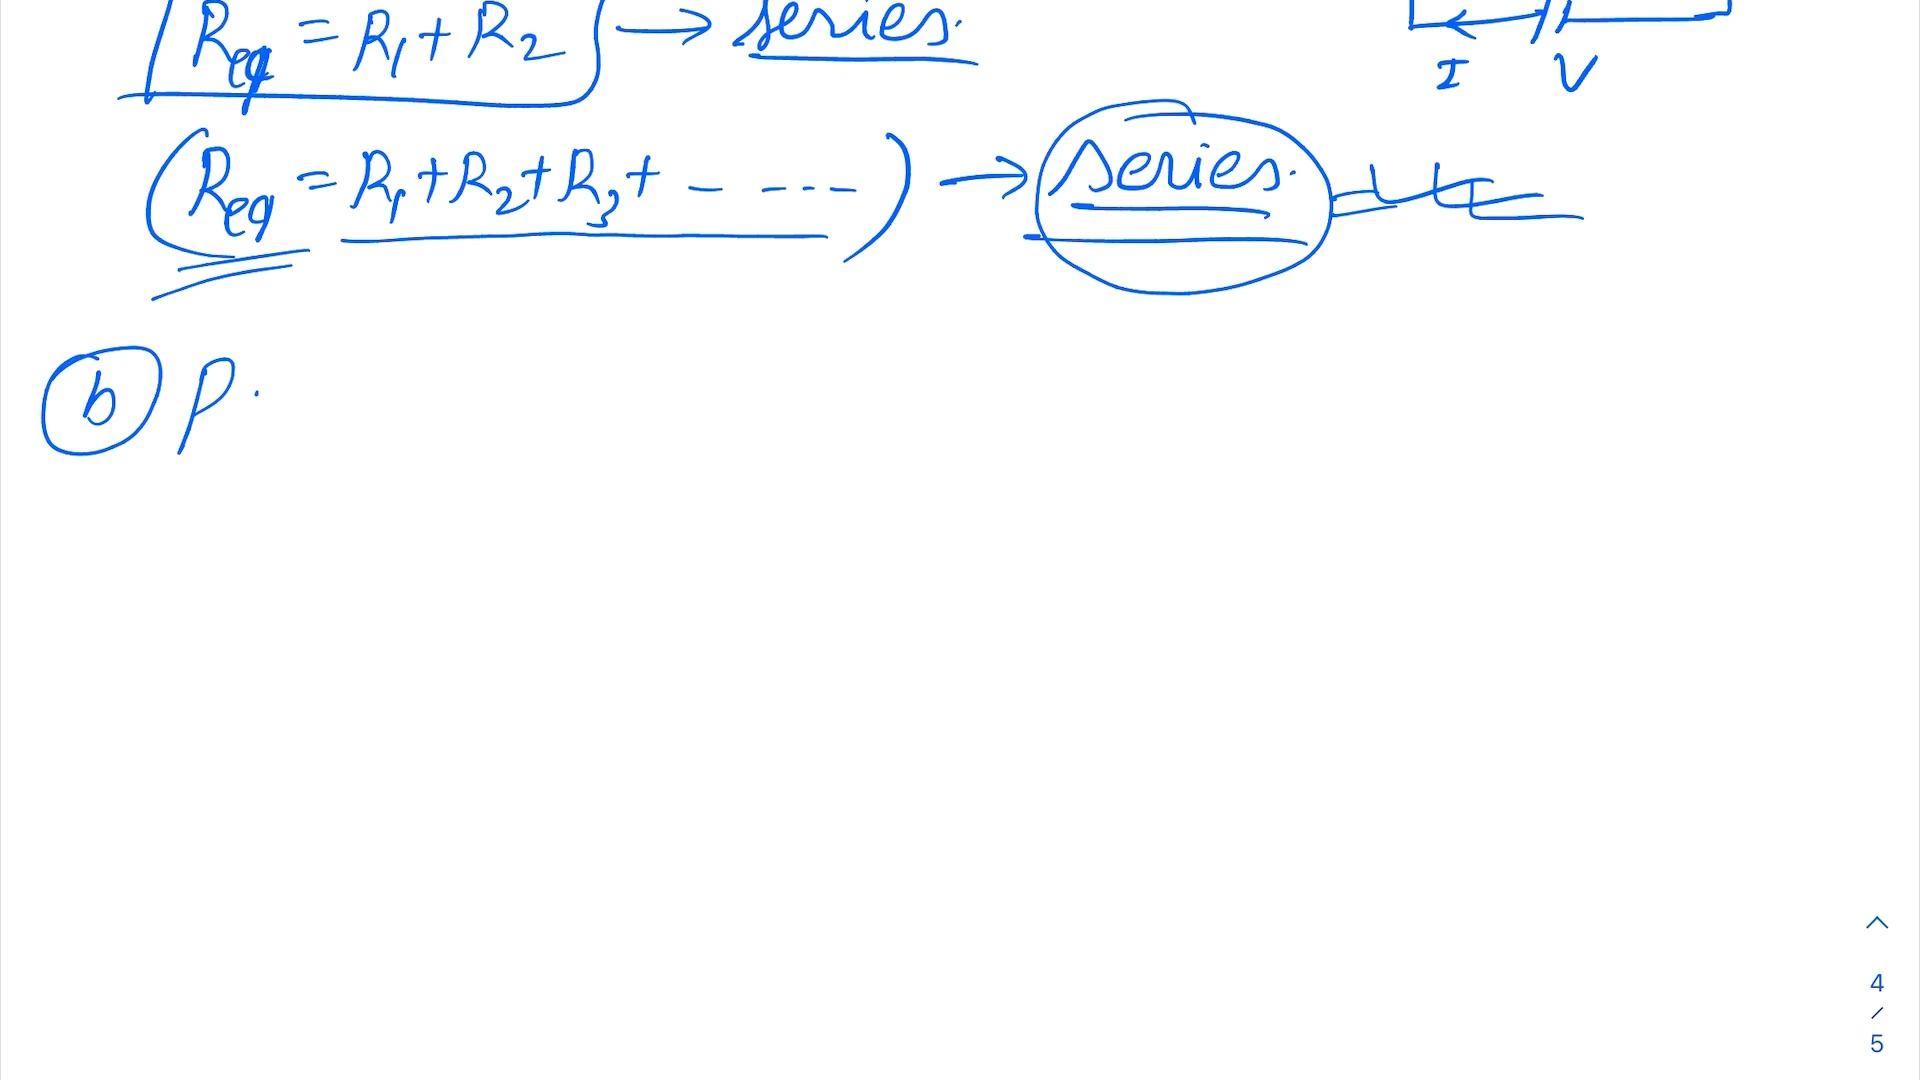 Req = R1 + R2 → series.
I V
(Req = R1 + R2 + R3 + - - - - -) → series.
b P.
4
/
5